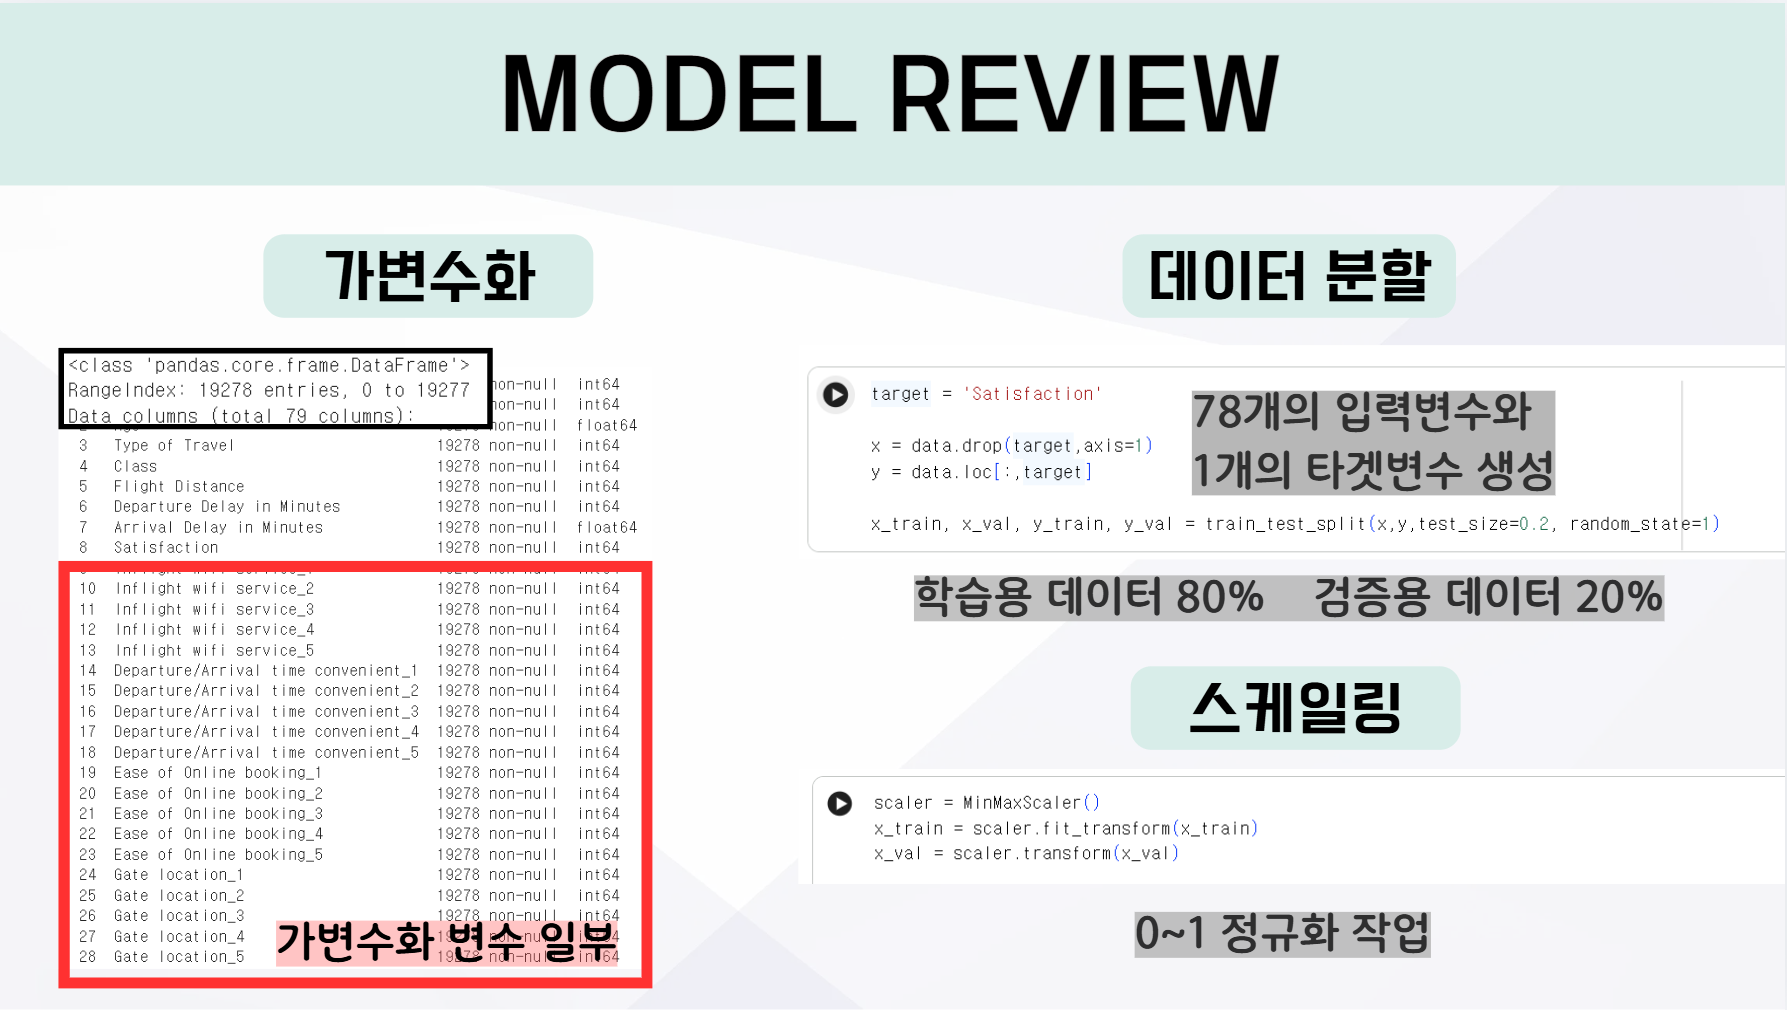 MODEL REVIEW
가변수화
<class 'pandas.core.frame.DataFrame'>
RangeIndex: 19278 entries, 0 to 19277
Data columns (total 79 columns):
non-null int64
non-null int64
19278 non-null float64
3 Type of Travel 19278 non-null int64
4 Class 19278 non-null int64
5 Flight Distance 19278 non-null int64
6 Departure Delay in Minutes 19278 non-null int64
7 Arrival Delay in Minutes 19278 non-null float64
8 Satisfaction 19278 non-null int64
10 Inflight wifi service_2 19278 non-null int64
11 Inflight wifi service_3 19278 non-null int64
12 Inflight wifi service_4 19278 non-null int64
13 Inflight wifi service_5 19278 non-null int64
14 Departure/Arrival time convenient_1 19278 non-null int64
15 Departure/Arrival time convenient_2 19278 non-null int64
16 Departure/Arrival time convenient_3 19278 non-null int64
17 Departure/Arrival time convenient_4 19278 non-null int64
18 Departure/Arrival time convenient_5 19278 non-null int64
19 Ease of Online booking_1 19278 non-null int64
20 Ease of Online booking_2 19278 non-null int64
21 Ease of Online booking_3 19278 non-null int64
22 Ease of Online booking_4 19278 non-null int64
23 Ease of Online booking_5 19278 non-null int64
24 Gate location_1 19278 non-null int64
25 Gate location_2 19278 non-null int64
26 Gate location_3 19278 non-null int64
27 Gate location_4
28 Gate location_5
가변수화 변수 일부
데이터 분할
target = 'Satisfaction'
x = data.drop(target,axis=1)
y = data.loc[:,target]
x_train, x_val, y_train, y_val = train_test_split(x,y,test_size=0.2, random_state=1)
78개의 입력변수와
1개의 타겟변수 생성
학습용 데이터 80% 검증용 데이터 20%
스케일링
scaler = MinMaxScaler()
x_train = scaler.fit_transform(x_train)
x_val = scaler.transform(x_val)
0~1 정규화 작업